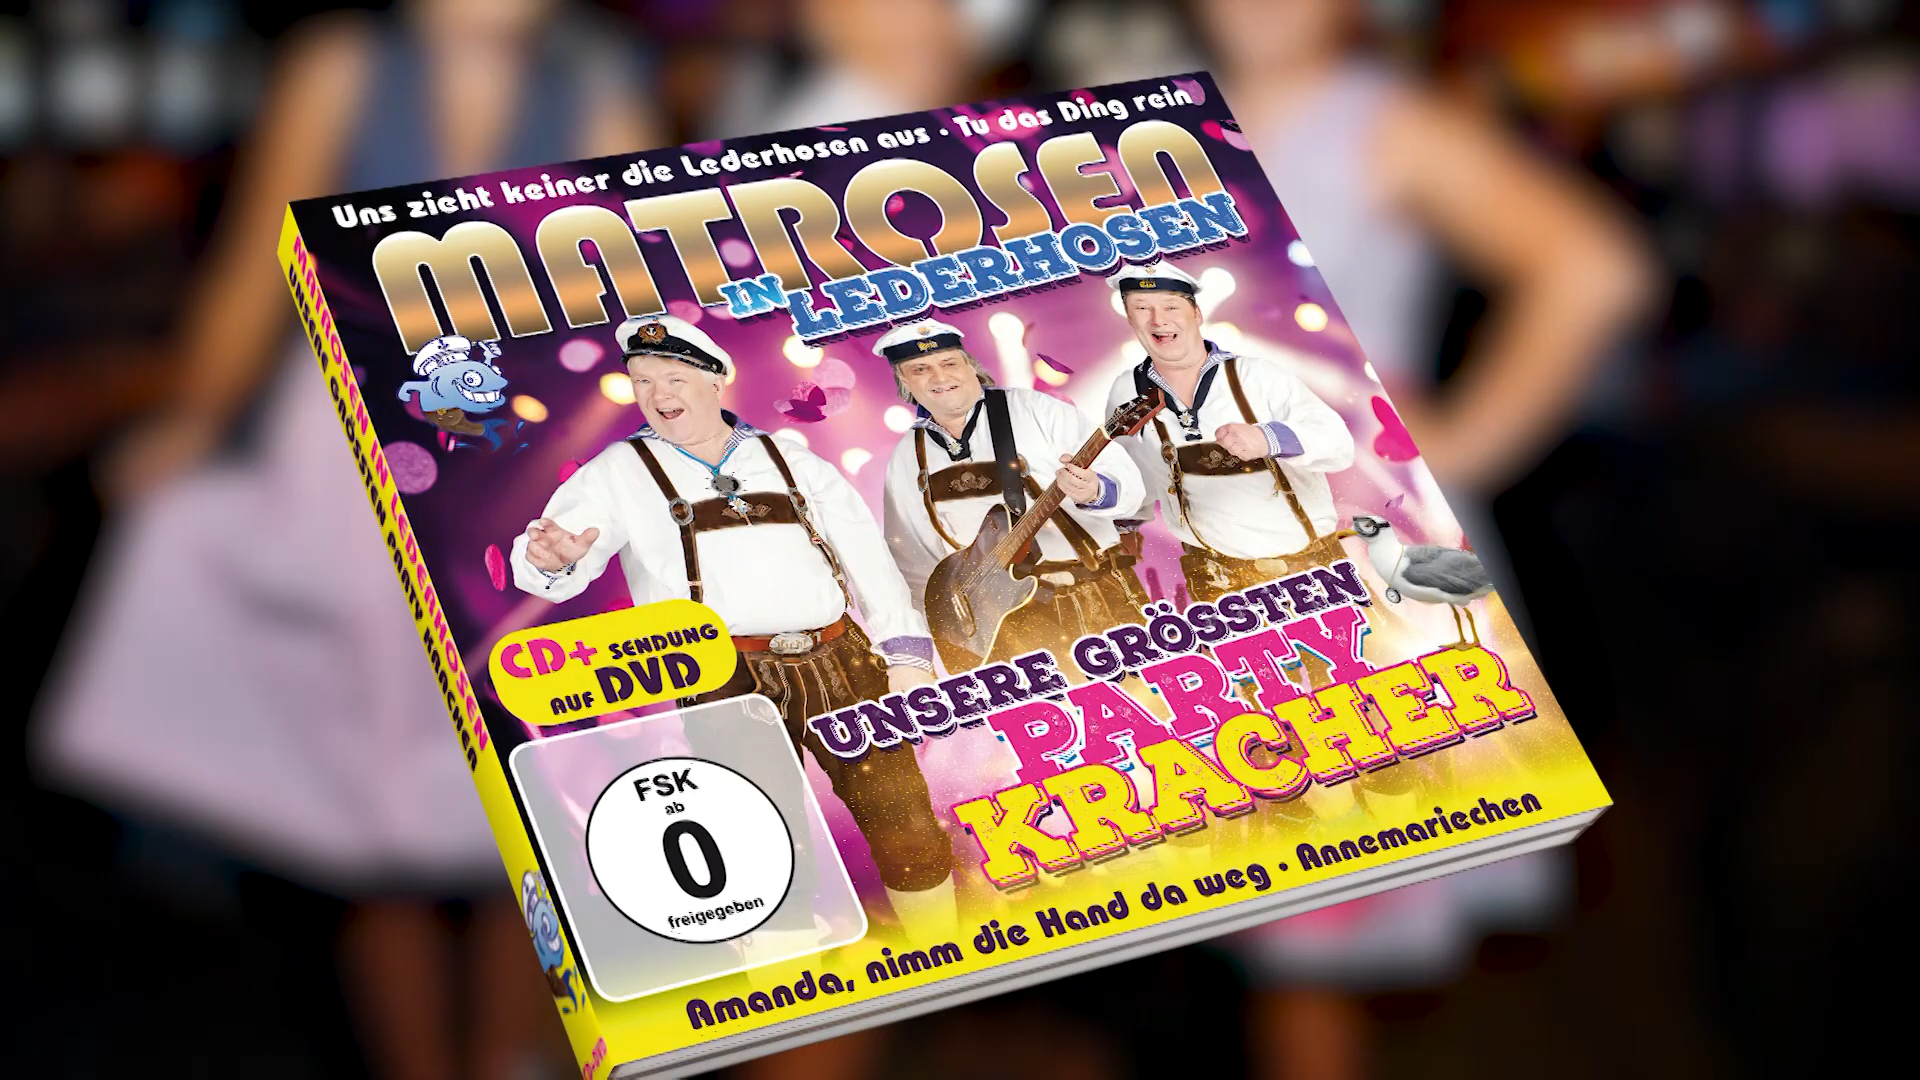 Uns zieht keiner die Lederhosen aus • Tu das Ding rein
MATROSEN
IN LEDERHOSEN
CD+ SENDUNG
AUF DVD
UNSERE GRÖSSTEN
PARTY
KRACHER
FSK
ab
0
freigegeben
Amanda, nimm die Hand da weg • Annemariechen
MATROSEN IN LEDERHOSEN
UNSERE GRÖSSTEN PARTY KRACHER
CD+DVD